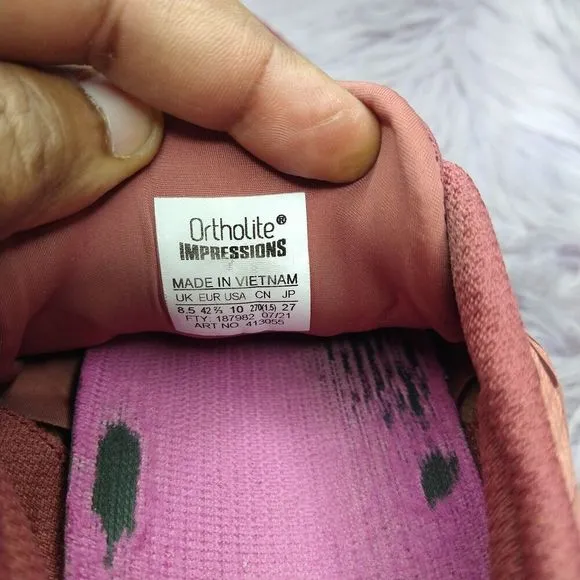 Ortholite®
IMPRESSIONS
MADE IN VIETNAM
UK EUR USA CN JP
8.5 42⅔ 10 270(1.5) 27
FTY: 187982 07/21
ART NO. 413055